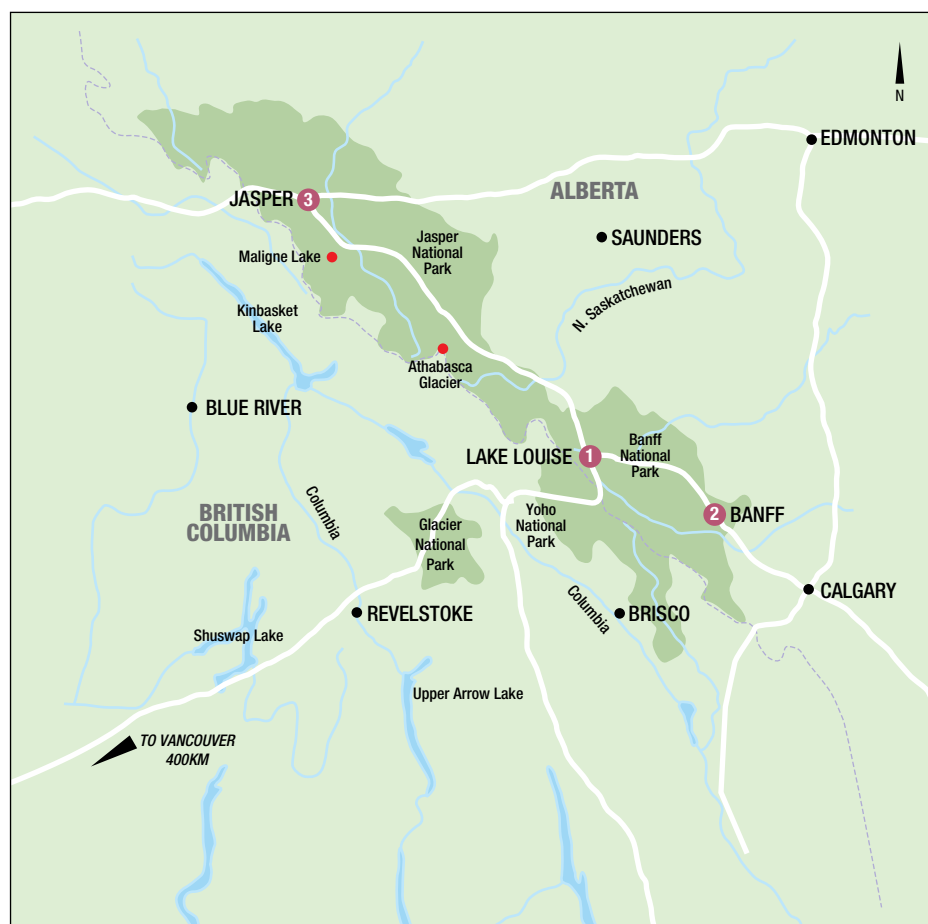 N
EDMONTON
ALBERTA
JASPER 3
SAUNDERS
Jasper
National
Park
Maligne Lake
N. Saskatchewan
Kinbasket
Lake
Athabasca
Glacier
BLUE RIVER
LAKE LOUISE 1
Banff
National
Park
BRITISH
COLUMBIA
Columbia
Yoho
National
Park
2 BANFF
Glacier
National
Park
CALGARY
Columbia
REVELSTOKE
BRISCO
Shuswap Lake
Upper Arrow Lake
TO VANCOUVER
400KM